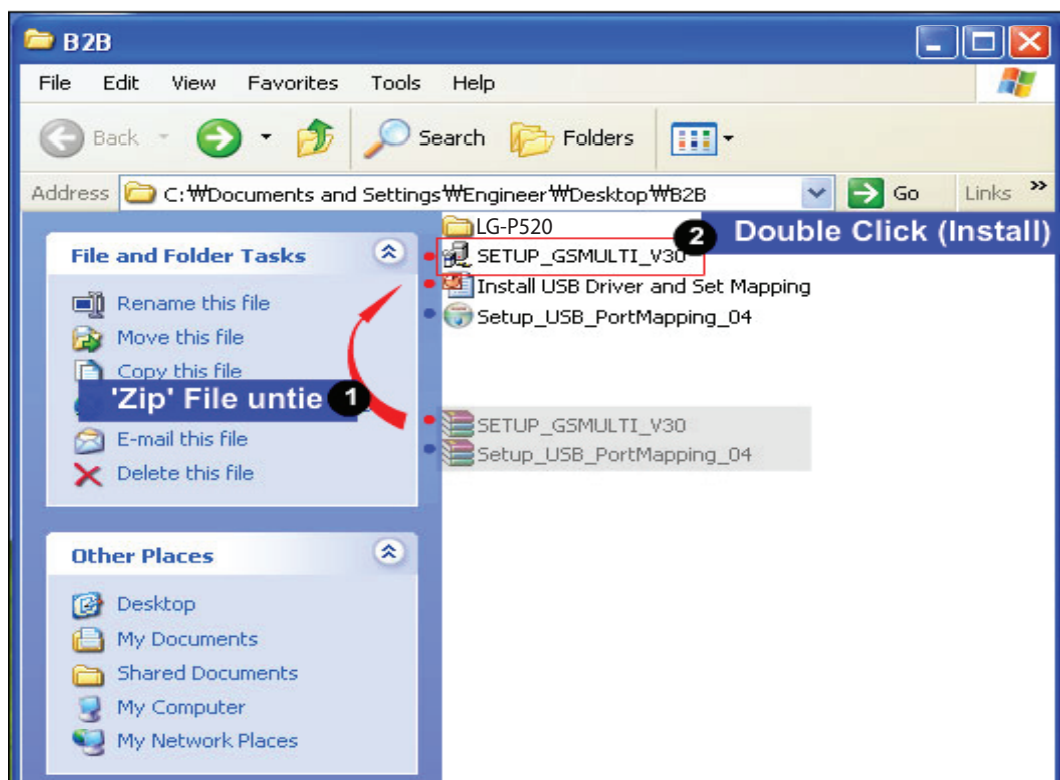 B2B
File Edit View Favorites Tools Help
Back Search Folders
Address C:₩Documents and Settings₩Engineer₩Desktop₩B2B Go Links »
File and Folder Tasks
Rename this file
Move this file
Copy this file
'Zip' File untie 1
E-mail this file
Delete this file
Other Places
Desktop
My Documents
Shared Documents
My Computer
My Network Places
LG-P520
SETUP_GSMULTI_V30
2 Double Click (Install)
Install USB Driver and Set Mapping
Setup_USB_PortMapping_04
SETUP_GSMULTI_V30
Setup_USB_PortMapping_04